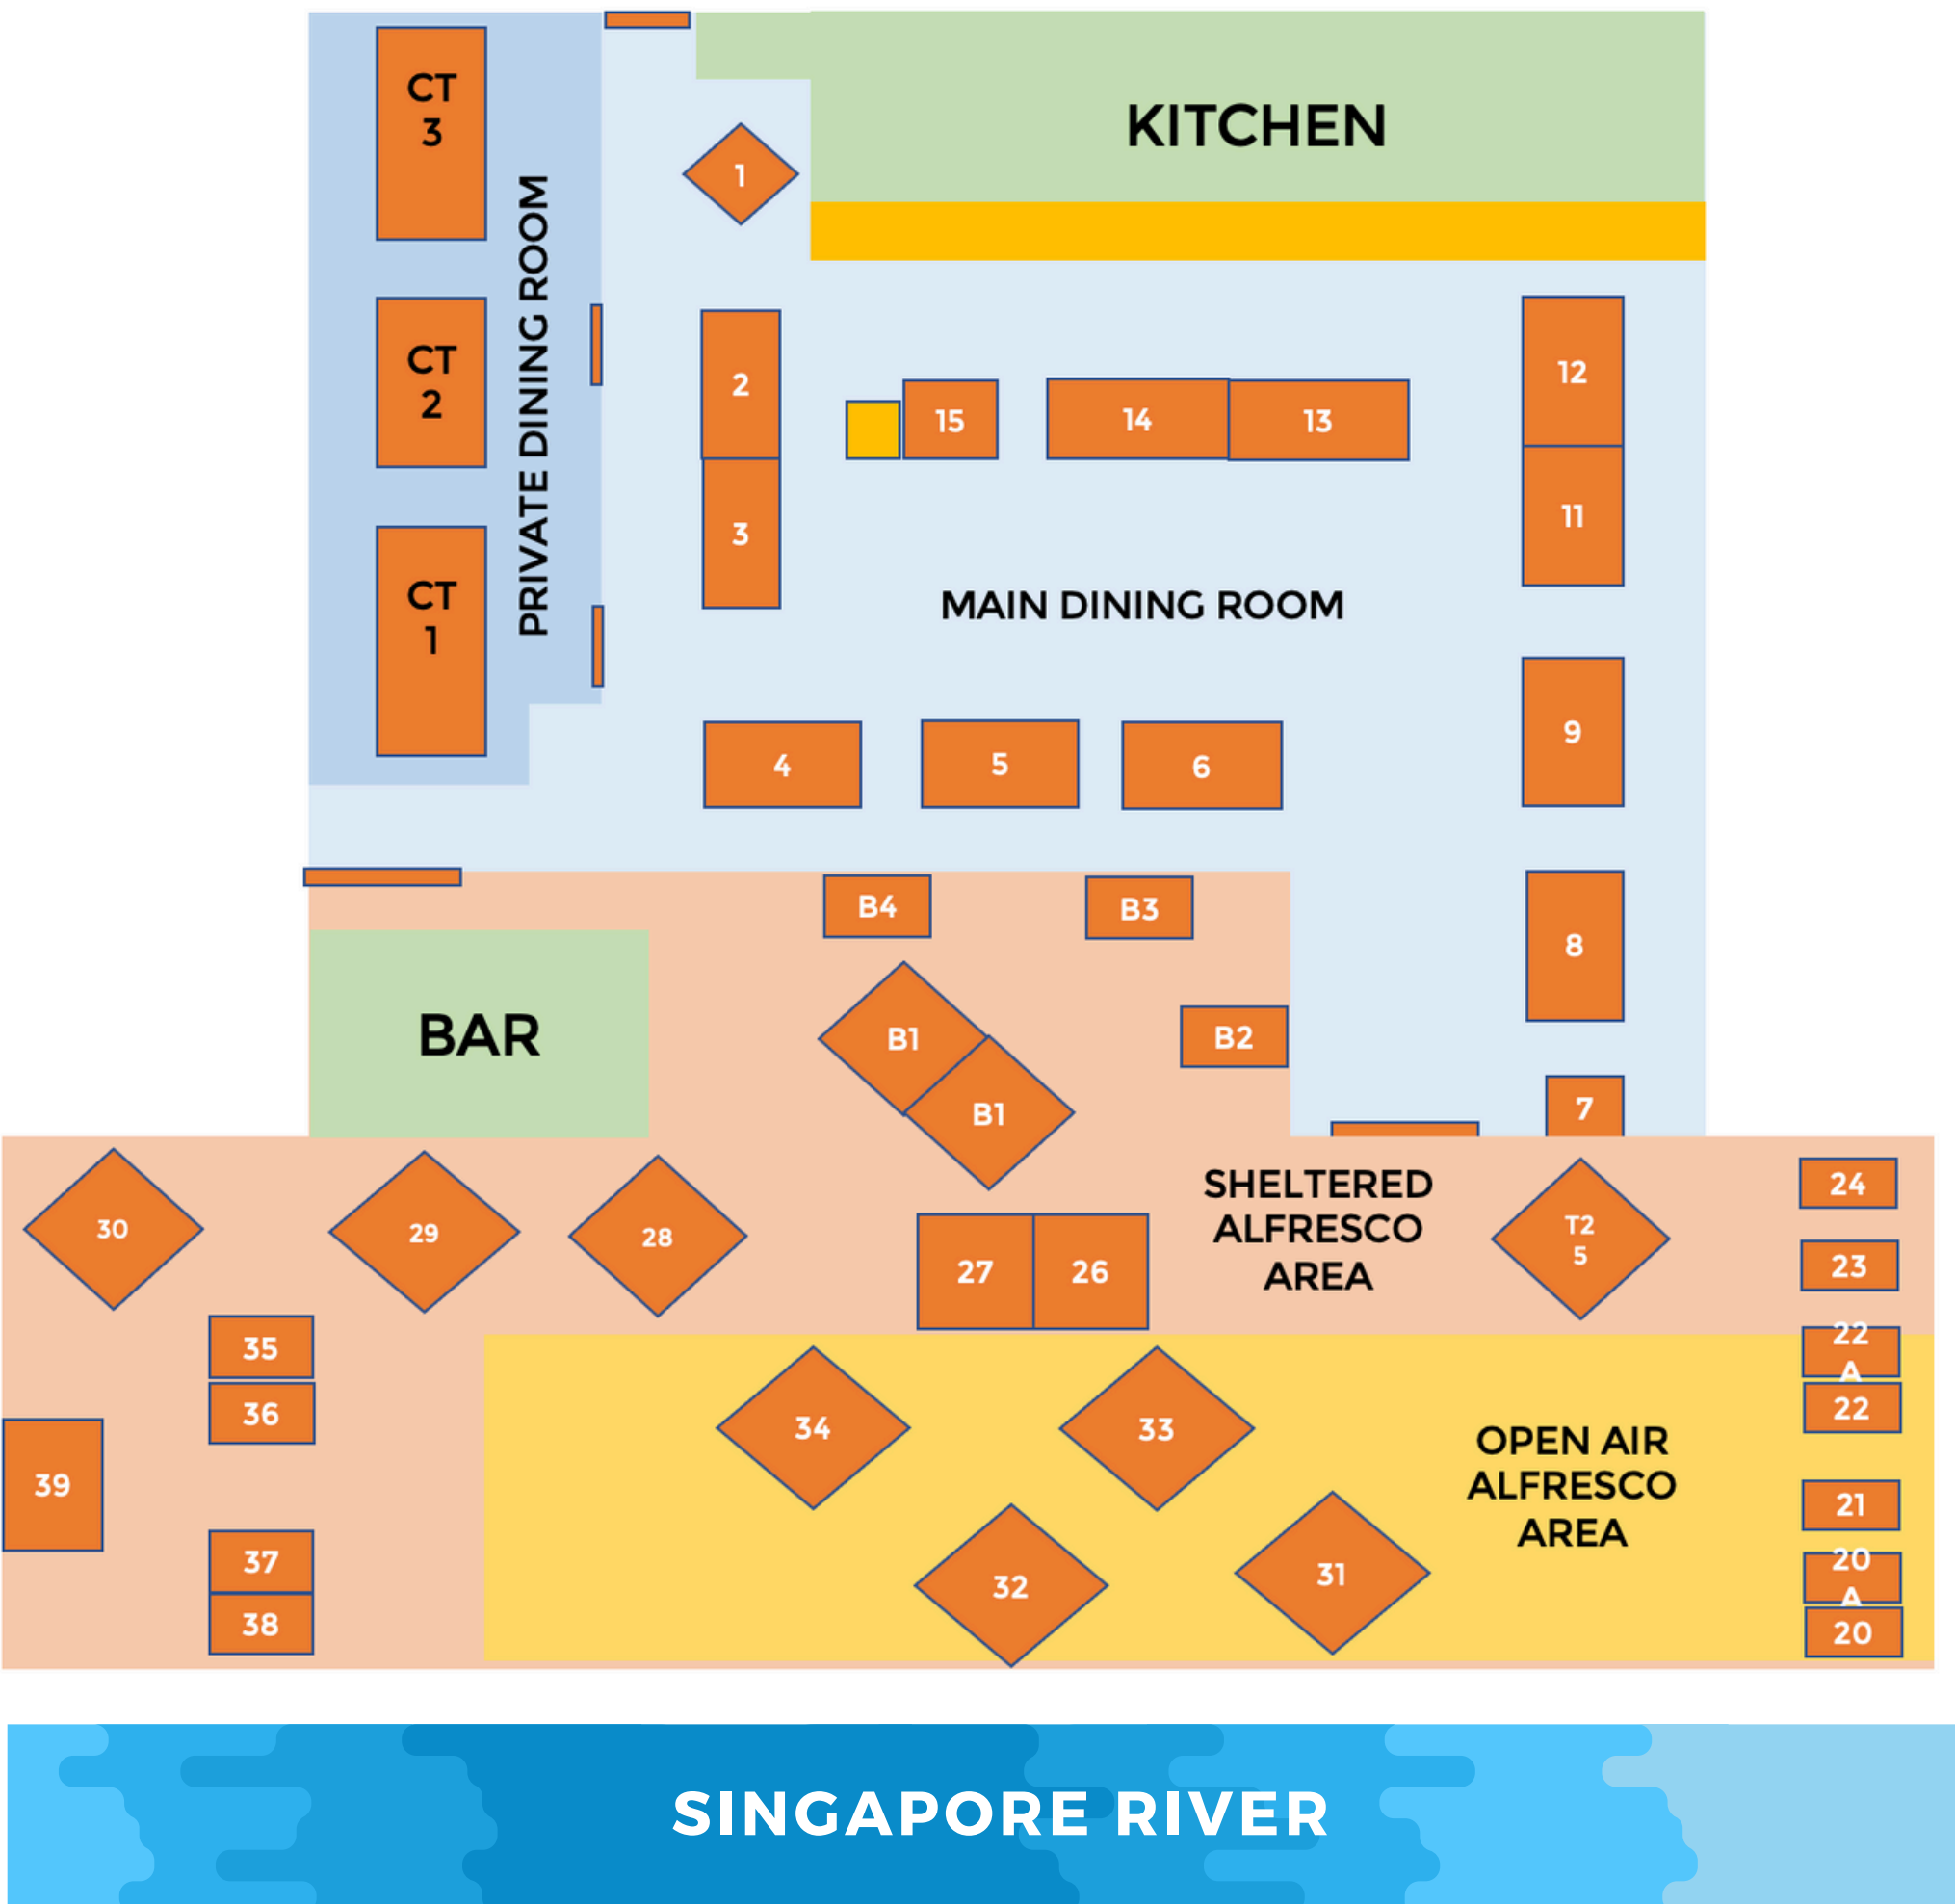 CT
3
KITCHEN
1
PRIVATE DINING ROOM
CT
2
2
12
15
14
13
11
3
CT
1
MAIN DINING ROOM
9
4
5
6
B4
B3
8
BAR
B1
B2
B1
7
SHELTERED
ALFRESCO
AREA
24
30
29
28
T2
5
27
26
23
35
22
A
36
34
33
22
OPEN AIR
ALFRESCO
AREA
39
21
37
32
31
20
A
38
20
SINGAPORE RIVER